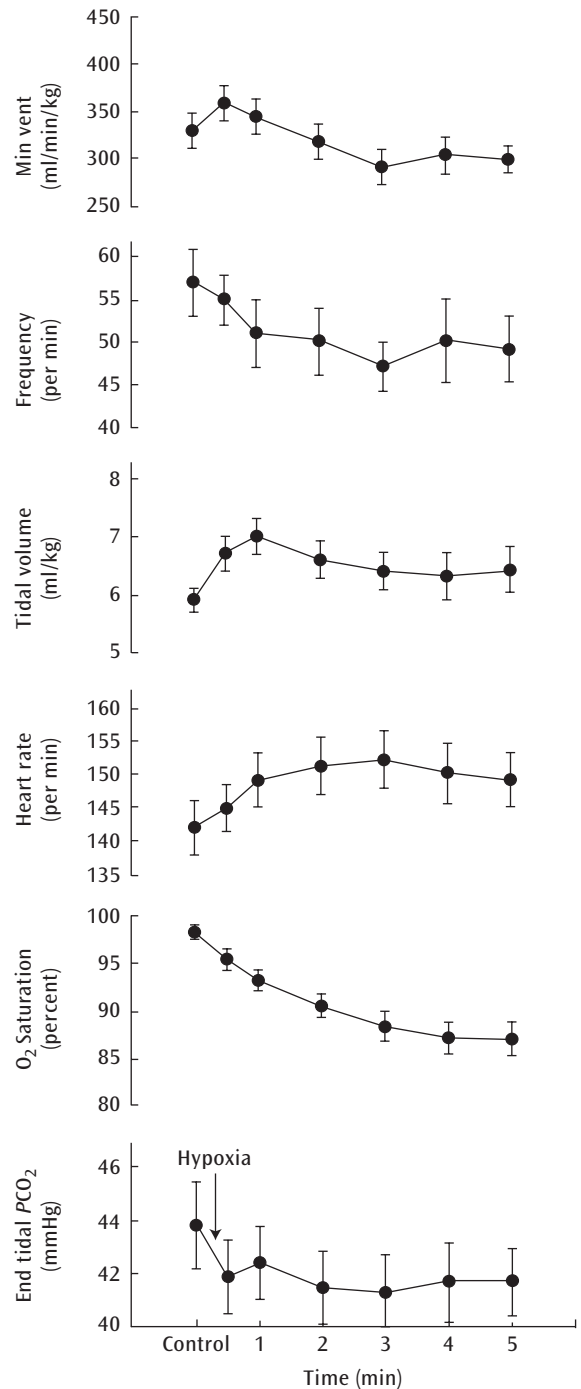 450
400
350
300
250
Min vent
(ml/min/kg)
60
55
50
45
40
Frequency
(per min)
8
7
6
5
Tidal volume
(ml/kg)
160
155
150
145
140
135
Heart rate
(per min)
100
95
90
85
80
O₂ Saturation
(percent)
Hypoxia
46
44
42
40
End tidal PCO₂
(mmHg)
Control 1 2 3 4 5
Time (min)